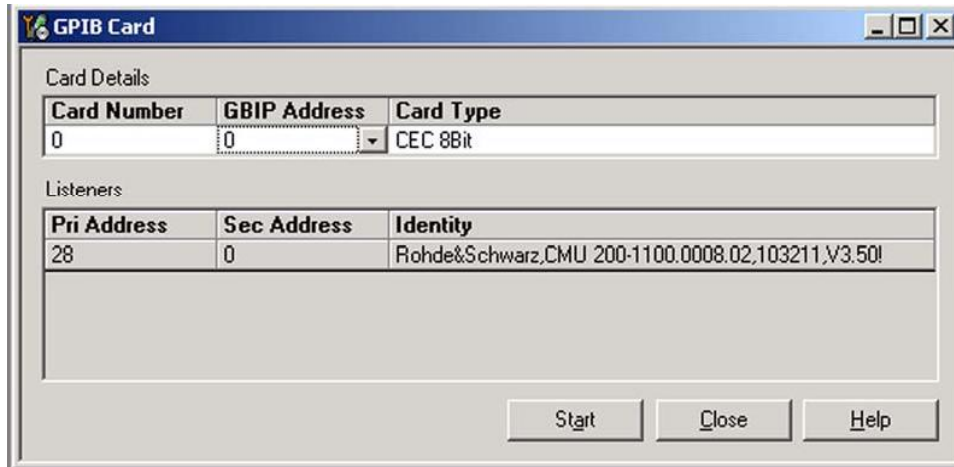 GPIB Card
Card Details
Card Number GBIP Address Card Type
0 0 CEC 8Bit
Listeners
Pri Address Sec Address Identity
28 0 Rohde&Schwarz,CMU 200-1100.0008.02,103211,V3.50!
Start Close Help